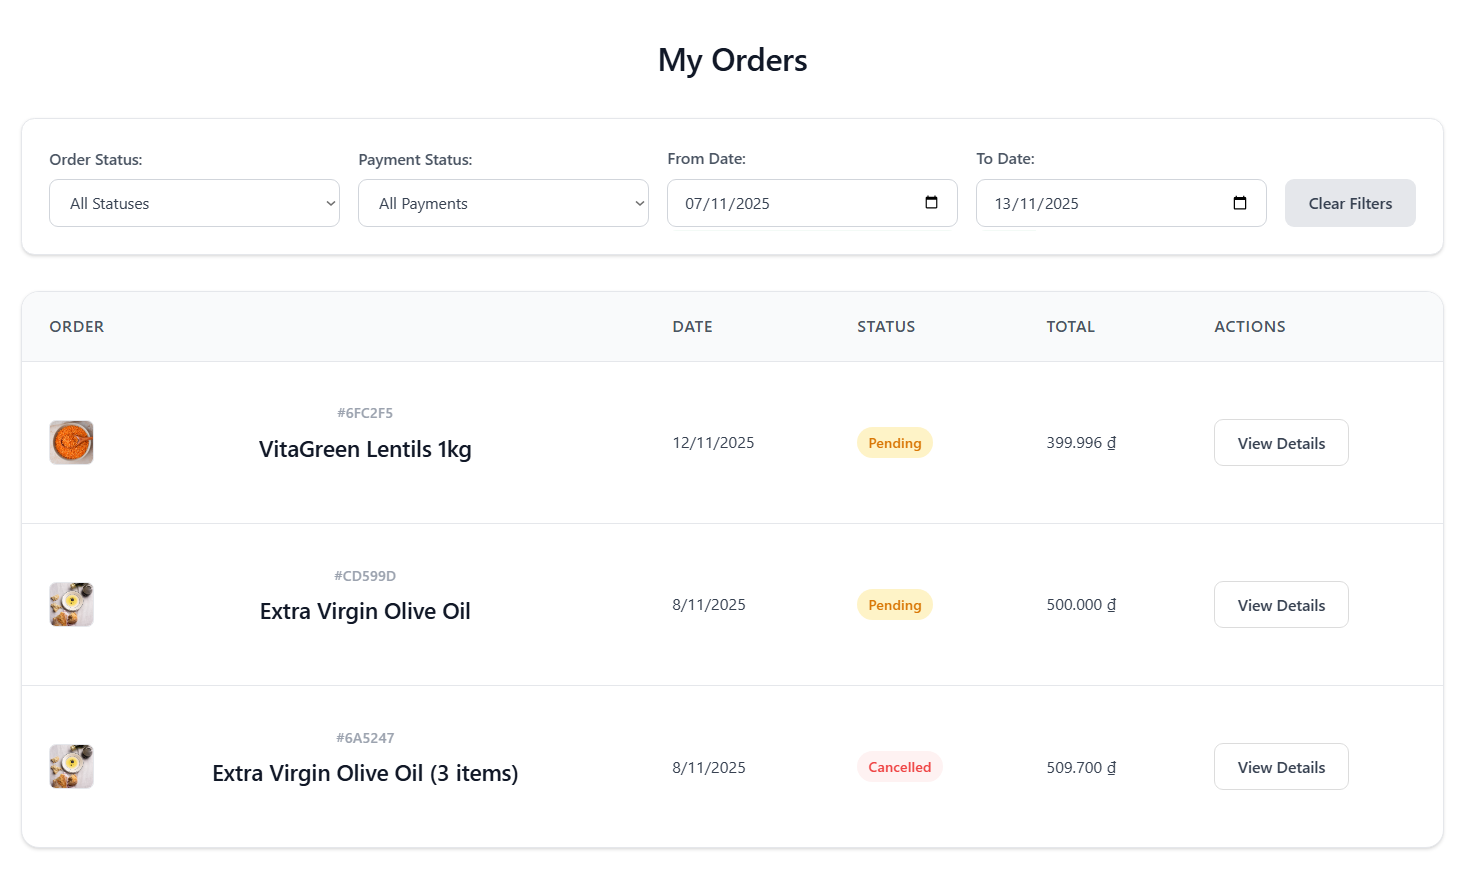 My Orders
Order Status:
Payment Status:
From Date:
To Date:
All Statuses
All Payments
07/11/2025
13/11/2025
Clear Filters
ORDER DATE STATUS TOTAL ACTIONS
#6FC2F5
VitaGreen Lentils 1kg
12/11/2025
Pending
399.996 ₫
View Details
#CD599D
Extra Virgin Olive Oil
8/11/2025
Pending
500.000 ₫
View Details
#6A5247
Extra Virgin Olive Oil (3 items)
8/11/2025
Cancelled
509.700 ₫
View Details